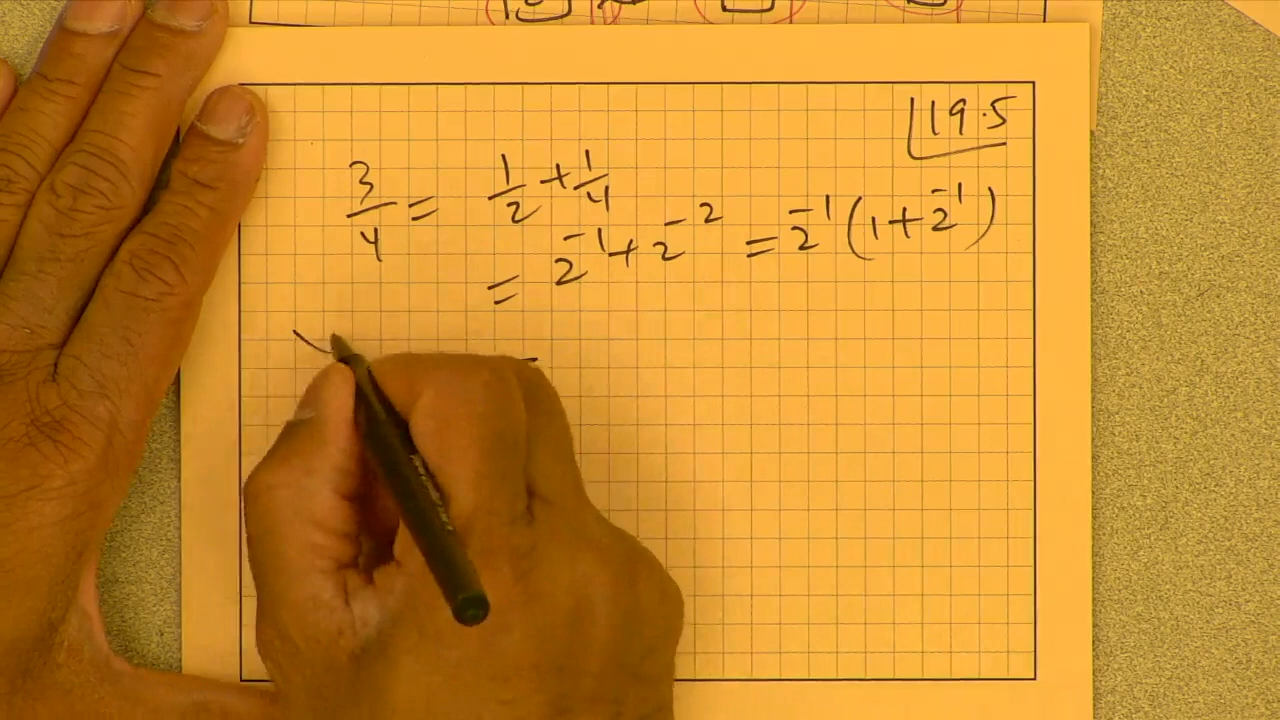 19.5
3/4 = 1/2 + 1/4
= 2⁻¹ + 2⁻² = 2⁻¹(1 + 2⁻¹)